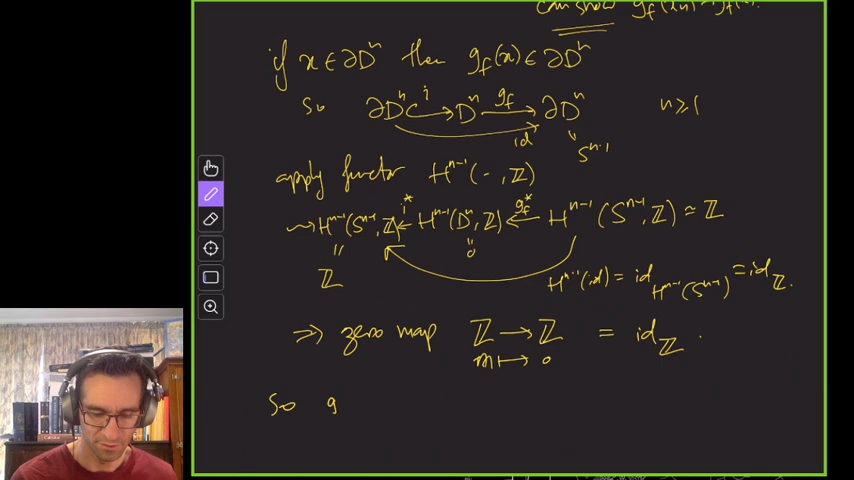 can show
if x ∈ ∂Dⁿ then g_f(x) ∈ ∂Dⁿ
so ∂Dⁿ ↪ Dⁿ → ∂Dⁿ n ≥ 1
i g_f
id
‖
Sⁿ⁻¹
apply functor Hⁿ⁻¹(-, ℤ)
⇝ Hⁿ⁻¹(Sⁿ⁻¹, ℤ) ← Hⁿ⁻¹(Dⁿ, ℤ) ← Hⁿ⁻¹(Sⁿ⁻¹, ℤ) ≃ ℤ
i* g_f*
‖ ‖
ℤ 0
Hⁿ⁻¹(id) = id_{Hⁿ⁻¹(Sⁿ⁻¹)} = id_ℤ.
⇒ zero map ℤ → ℤ = id_ℤ.
m ↦ 0
So g